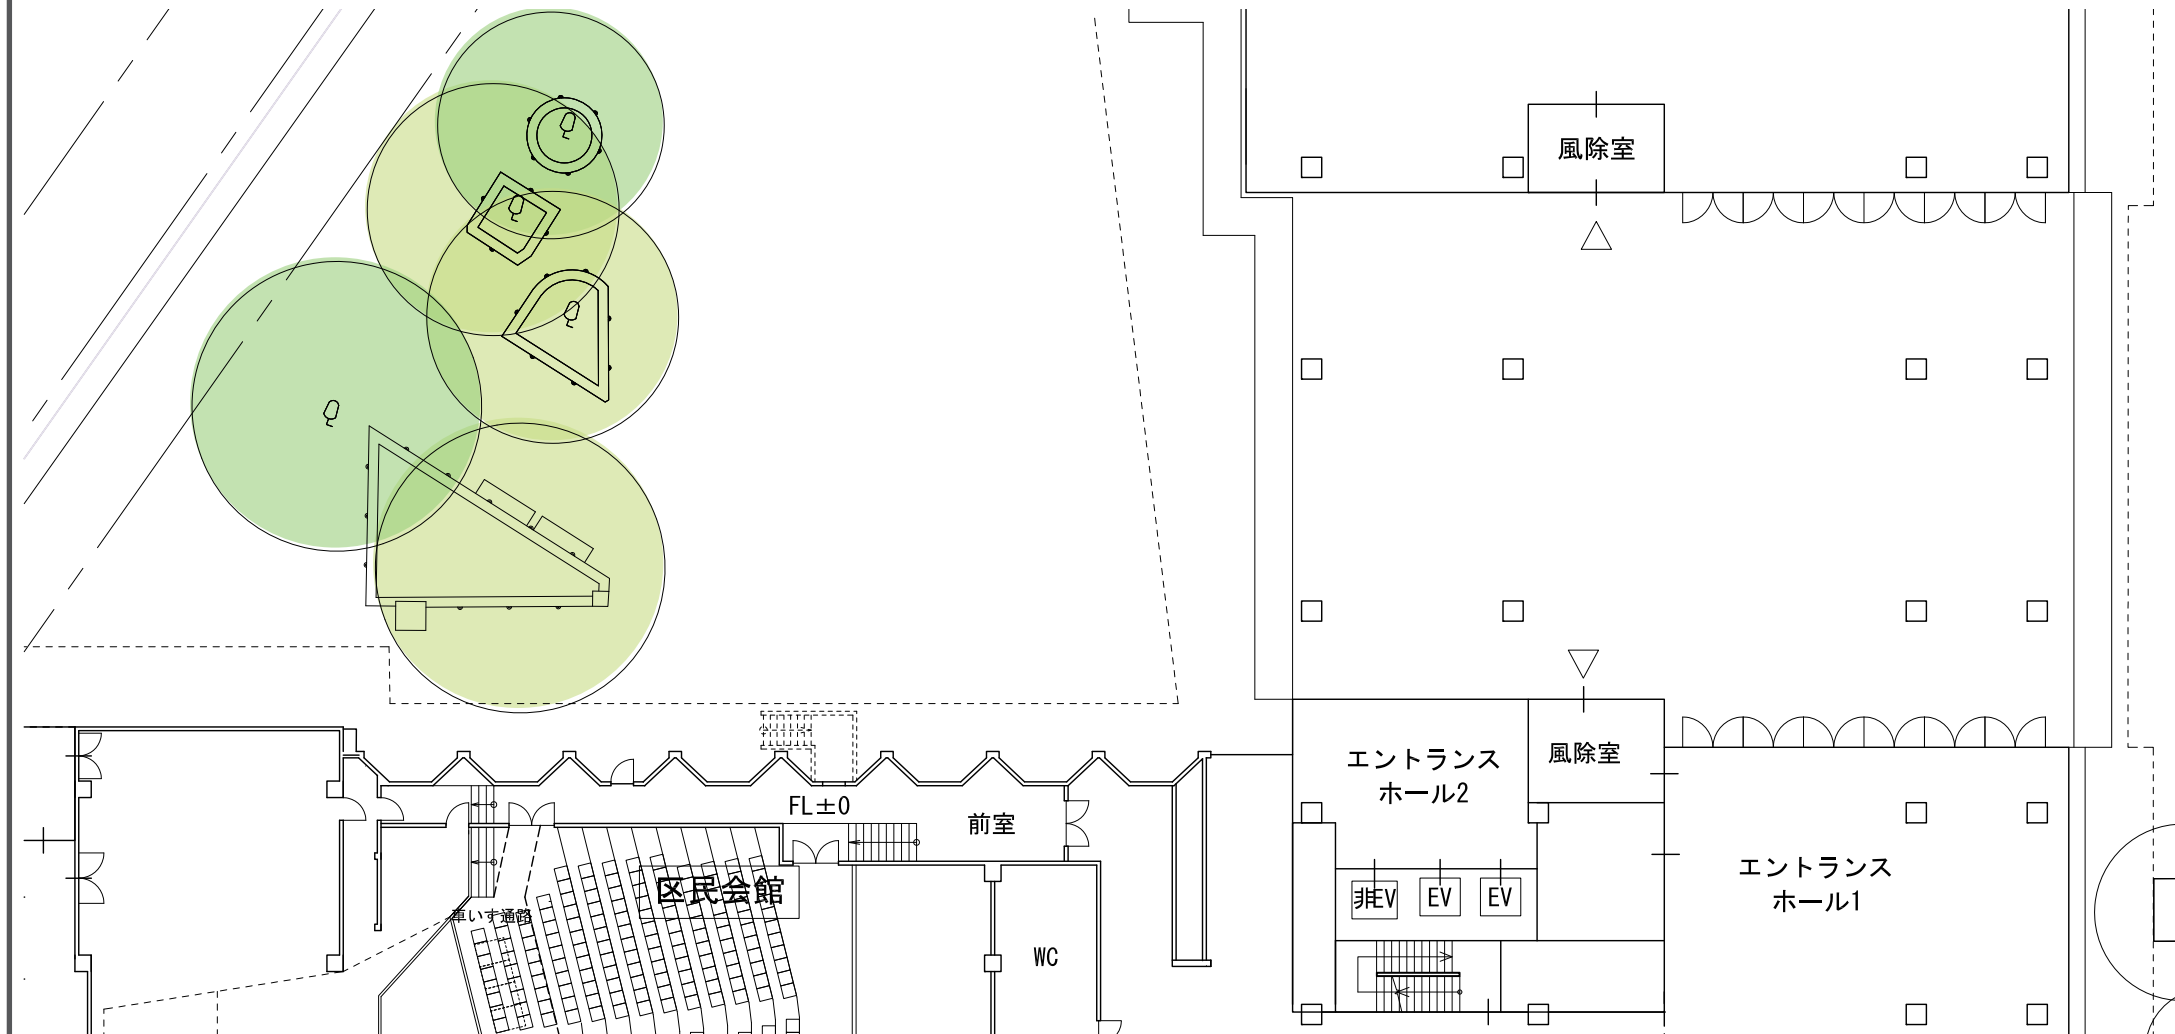 風除室
エントランス
ホール2
風除室
FL±0
前室
エントランス
ホール1
区民会館
非EV
EV
EV
車いす通路
WC